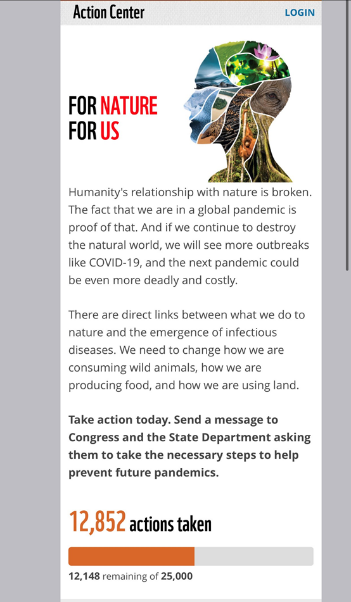 Action Center
LOGIN
FOR NATURE
FOR US
Humanity's relationship with nature is broken.
The fact that we are in a global pandemic is
proof of that. And if we continue to destroy
the natural world, we will see more outbreaks
like COVID-19, and the next pandemic could
be even more deadly and costly.
There are direct links between what we do to
nature and the emergence of infectious
diseases. We need to change how we are
consuming wild animals, how we are
producing food, and how we are using land.
Take action today. Send a message to
Congress and the State Department asking
them to take the necessary steps to help
prevent future pandemics.
12,852 actions taken
12,148 remaining of 25,000